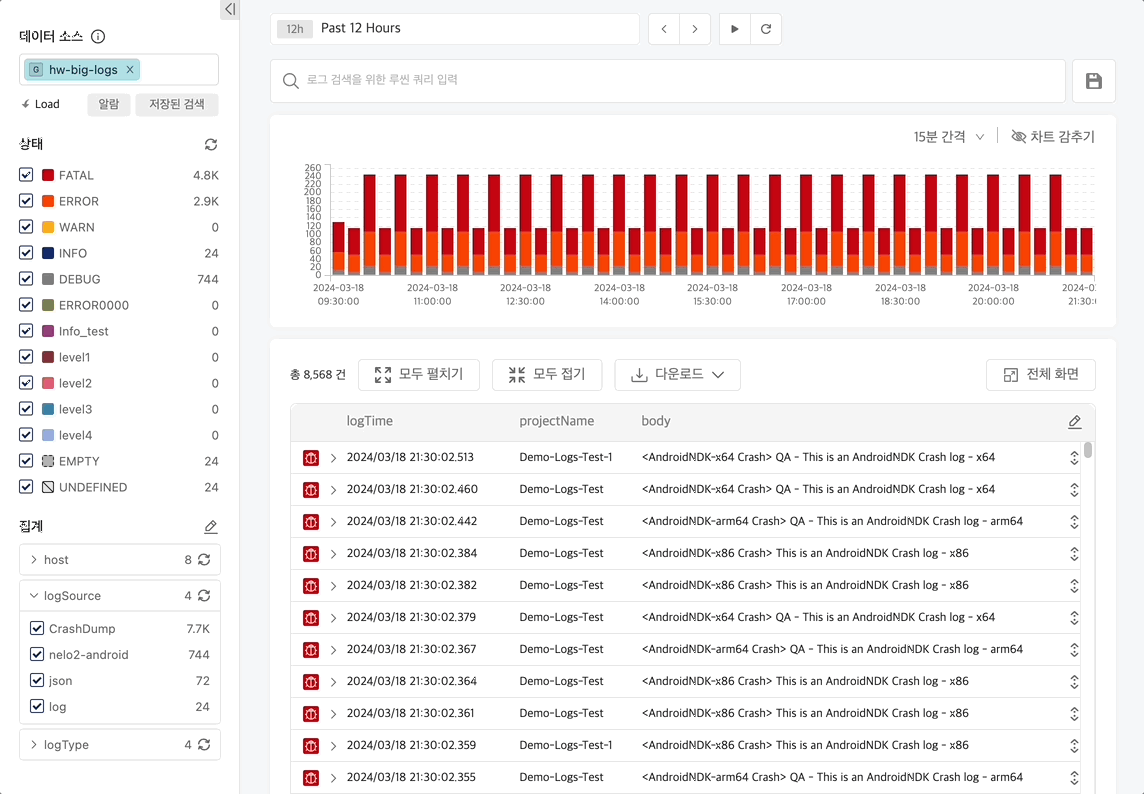 데이터 소스
G hw-big-logs ×
Load 알람 저장된 검색
상태
FATAL 4.8K
ERROR 2.9K
WARN 0
INFO 24
DEBUG 744
ERROR0000 0
Info_test 0
level1 0
level2 0
level3 0
level4 0
EMPTY 24
UNDEFINED 24
집계
host 8
logSource 4
CrashDump 7.7K
nelo2-android 744
json 72
log 24
logType 4
12h Past 12 Hours
로그 검색을 위한 루씬 쿼리 입력
15분 간격 차트 감추기
260
240
220
200
180
160
140
120
100
80
60
40
20
0
2024-03-18 2024-03-18 2024-03-18 2024-03-18 2024-03-18 2024-03-18 2024-03-18 2024-03-18 2024-0
09:30:00 11:00:00 12:30:00 14:00:00 15:30:00 17:00:00 18:30:00 20:00:00 21:30:
총 8,568 건 모두 펼치기 모두 접기 다운로드 전체 화면
logTime projectName body
2024/03/18 21:30:02.513 Demo-Logs-Test-1 <AndroidNDK-x64 Crash> QA - This is an AndroidNDK Crash log - x64
2024/03/18 21:30:02.460 Demo-Logs-Test <AndroidNDK-x64 Crash> QA - This is an AndroidNDK Crash log - x64
2024/03/18 21:30:02.442 Demo-Logs-Test <AndroidNDK-arm64 Crash> QA - This is an AndroidNDK Crash log - arm64
2024/03/18 21:30:02.384 Demo-Logs-Test <AndroidNDK-x86 Crash> This is an AndroidNDK Crash log - x86
2024/03/18 21:30:02.382 Demo-Logs-Test <AndroidNDK-x86 Crash> This is an AndroidNDK Crash log - x86
2024/03/18 21:30:02.379 Demo-Logs-Test <AndroidNDK-x64 Crash> QA - This is an AndroidNDK Crash log - x64
2024/03/18 21:30:02.367 Demo-Logs-Test <AndroidNDK-arm64 Crash> QA - This is an AndroidNDK Crash log - arm64
2024/03/18 21:30:02.364 Demo-Logs-Test <AndroidNDK-x86 Crash> This is an AndroidNDK Crash log - x86
2024/03/18 21:30:02.361 Demo-Logs-Test <AndroidNDK-x86 Crash> This is an AndroidNDK Crash log - x86
2024/03/18 21:30:02.359 Demo-Logs-Test-1 <AndroidNDK-x86 Crash> This is an AndroidNDK Crash log - x86
2024/03/18 21:30:02.355 Demo-Logs-Test <AndroidNDK-arm64 Crash> QA - This is an AndroidNDK Crash log - arm64